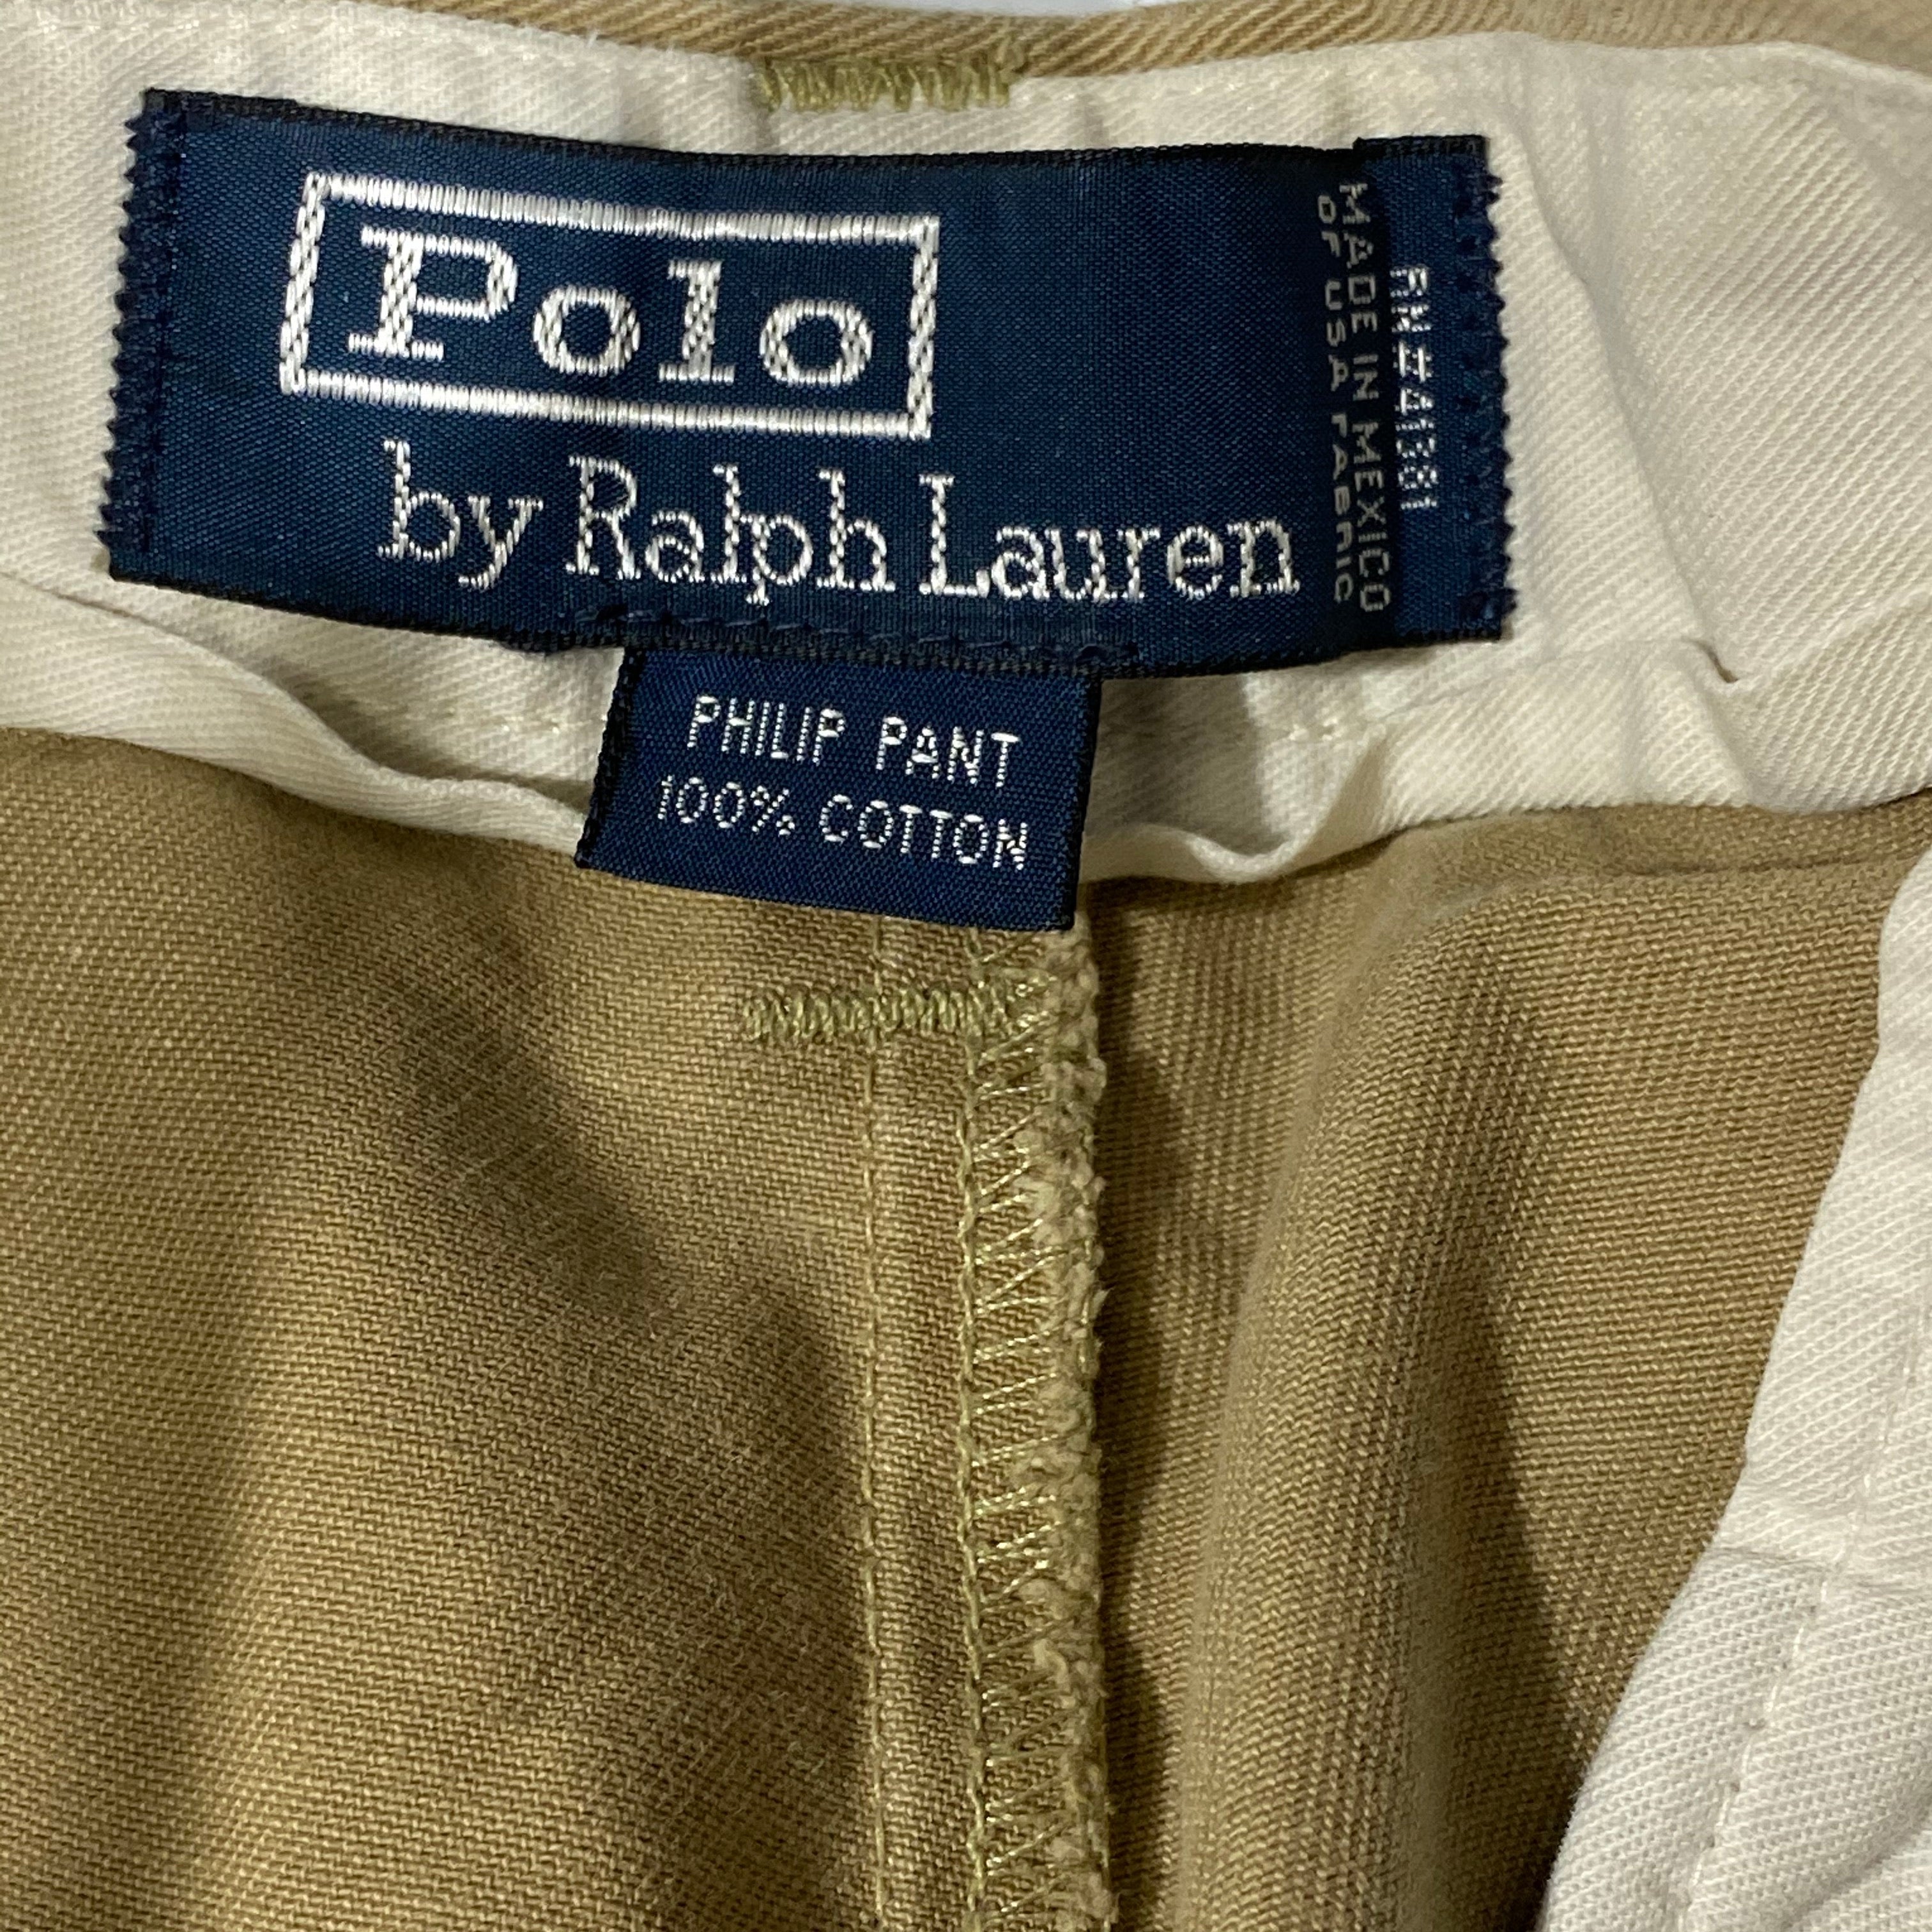 Polo
by Ralph Lauren
RN#41381
MADE IN MEXICO
OF USA FABRIC
PHILIP PANT
100% COTTON